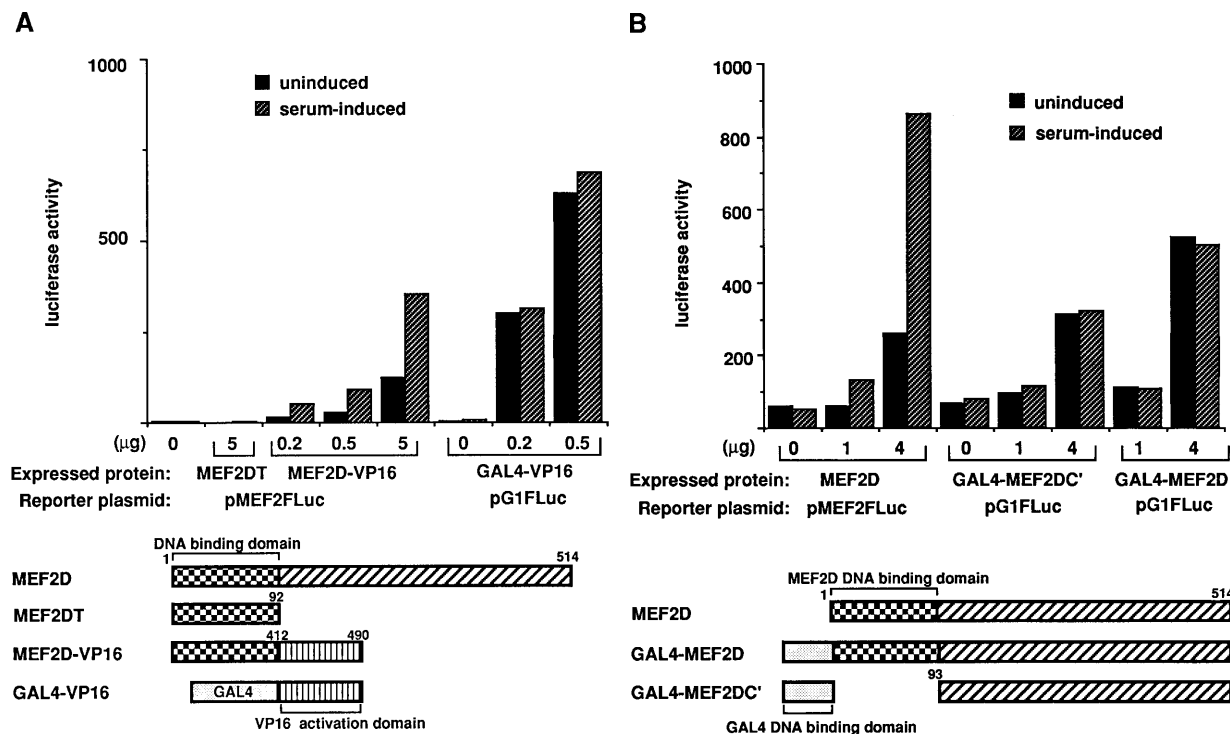 A
1000
500
luciferase activity
uninduced
serum-induced
(µg) 0 5 0.2 0.5 5 0 0.2 0.5
Expressed protein: MEF2DT MEF2D-VP16 GAL4-VP16
Reporter plasmid: pMEF2FLuc pG1FLuc
DNA binding domain
1 514
MEF2D
92
MEF2DT
412 490
MEF2D-VP16
GAL4-VP16 GAL4
VP16 activation domain
B
1000
800
600
400
200
luciferase activity
uninduced
serum-induced
(µg) 0 1 4 0 1 4 1 4
Expressed protein: MEF2D GAL4-MEF2DC' GAL4-MEF2D
Reporter plasmid: pMEF2FLuc pG1FLuc pG1FLuc
MEF2D DNA binding domain
1 514
MEF2D
GAL4-MEF2D
93
GAL4-MEF2DC'
GAL4 DNA binding domain